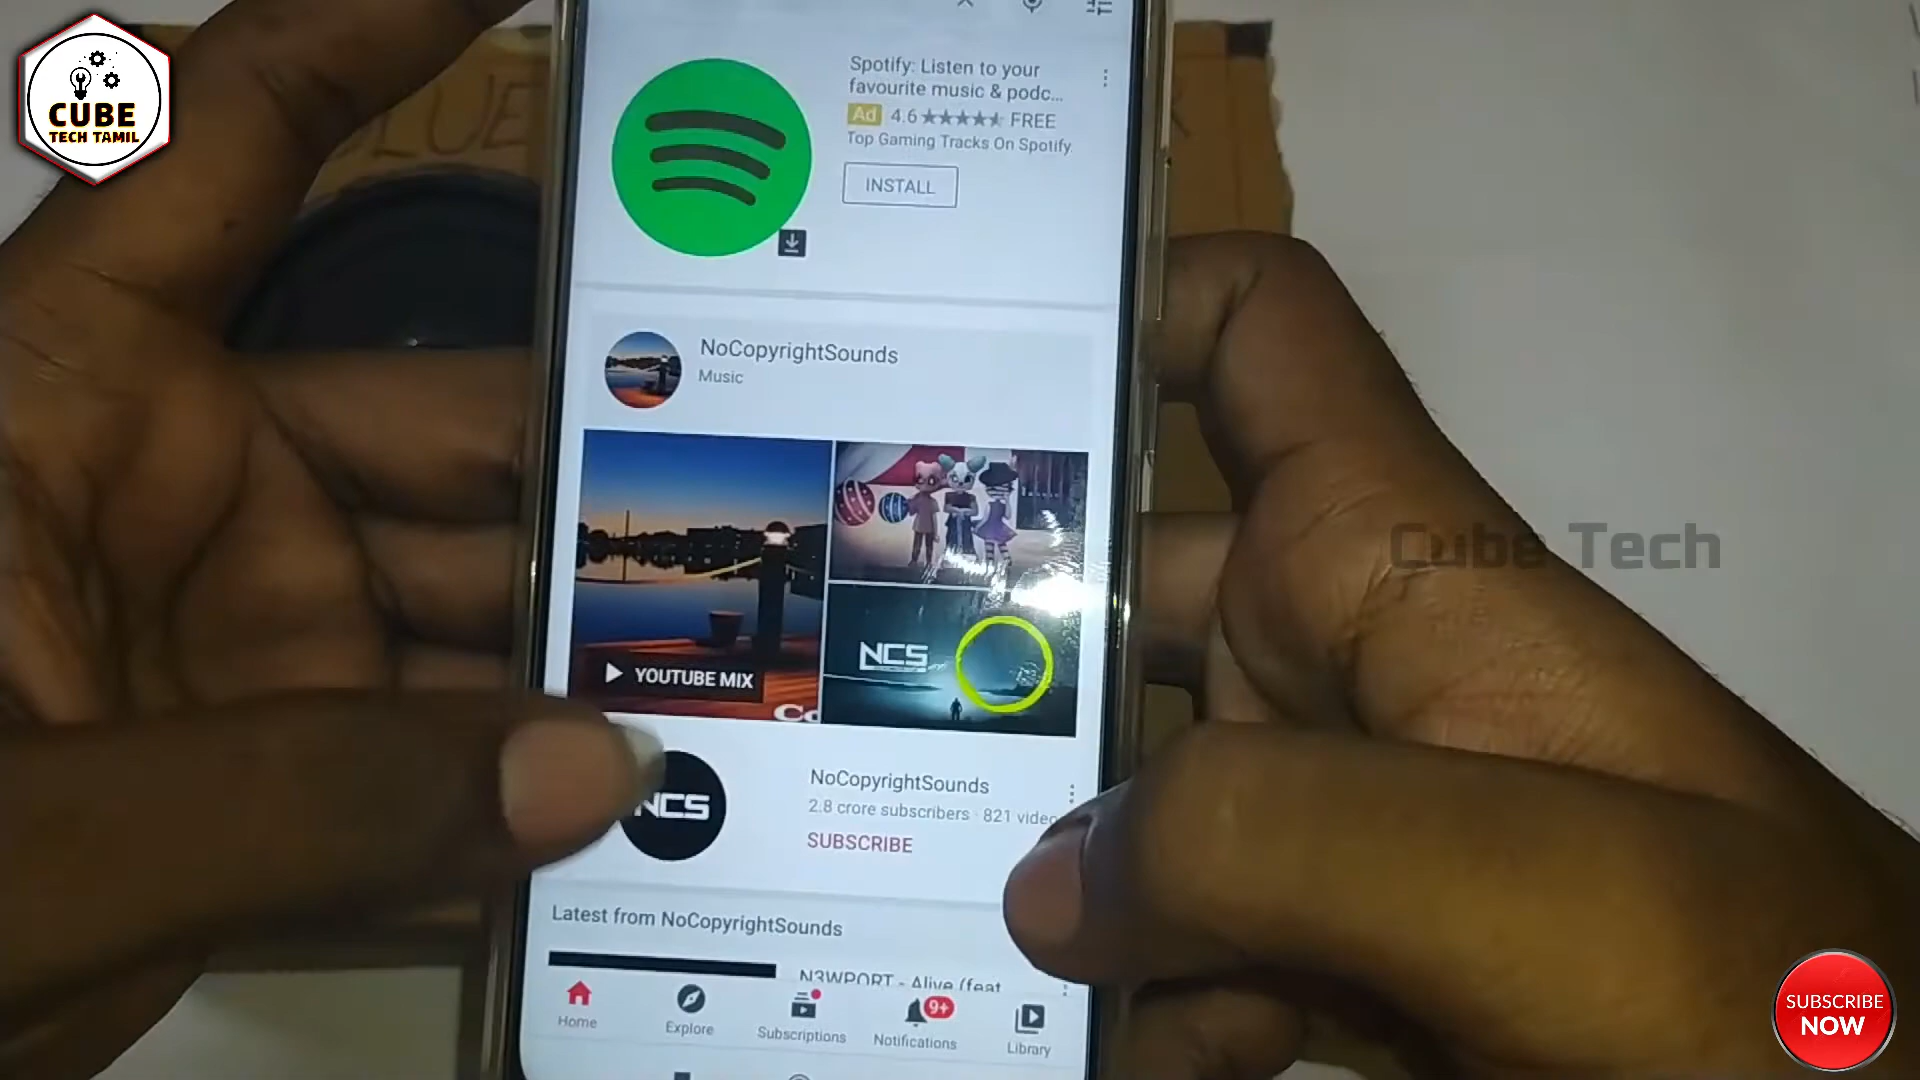 CUBE
TECH TAMIL
Spotify: Listen to your
favourite music & podc...
Ad 4.6 FREE
Top Gaming Tracks On Spotify
INSTALL
NoCopyrightSounds
Music
NCS
YOUTUBE MIX
Cube Tech
NCS
NoCopyrightSounds
2.8 crore subscribers · 821 video
SUBSCRIBE
Latest from NoCopyrightSounds
N3WPORT - Alive (feat
Home
Explore
Subscriptions
9+
Notifications
Library
SUBSCRIBE
NOW